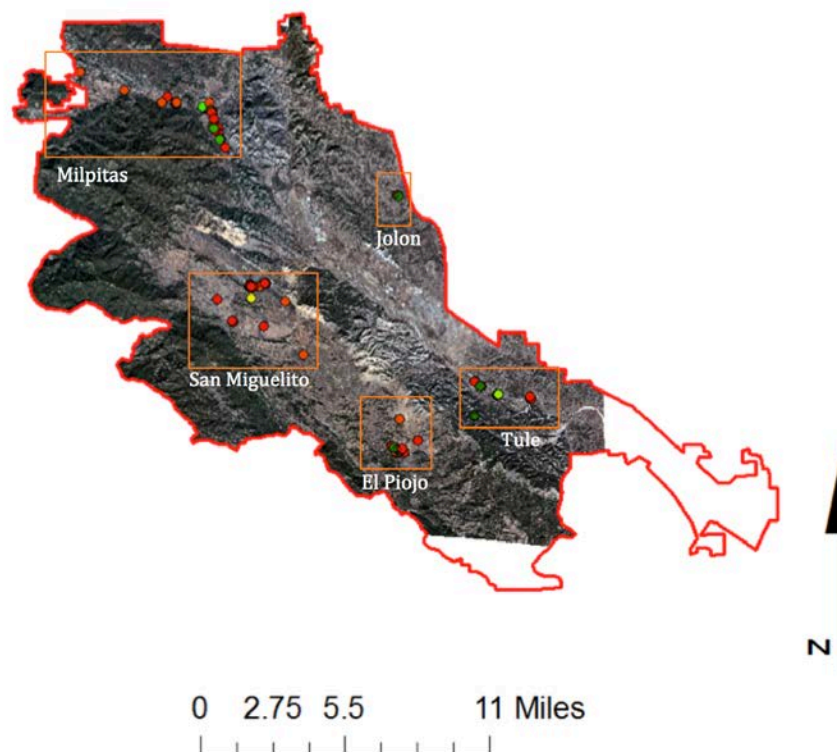 Milpitas
Jolon
San Miguelito
Tule
El Piojo
N
0 2.75 5.5 11 Miles